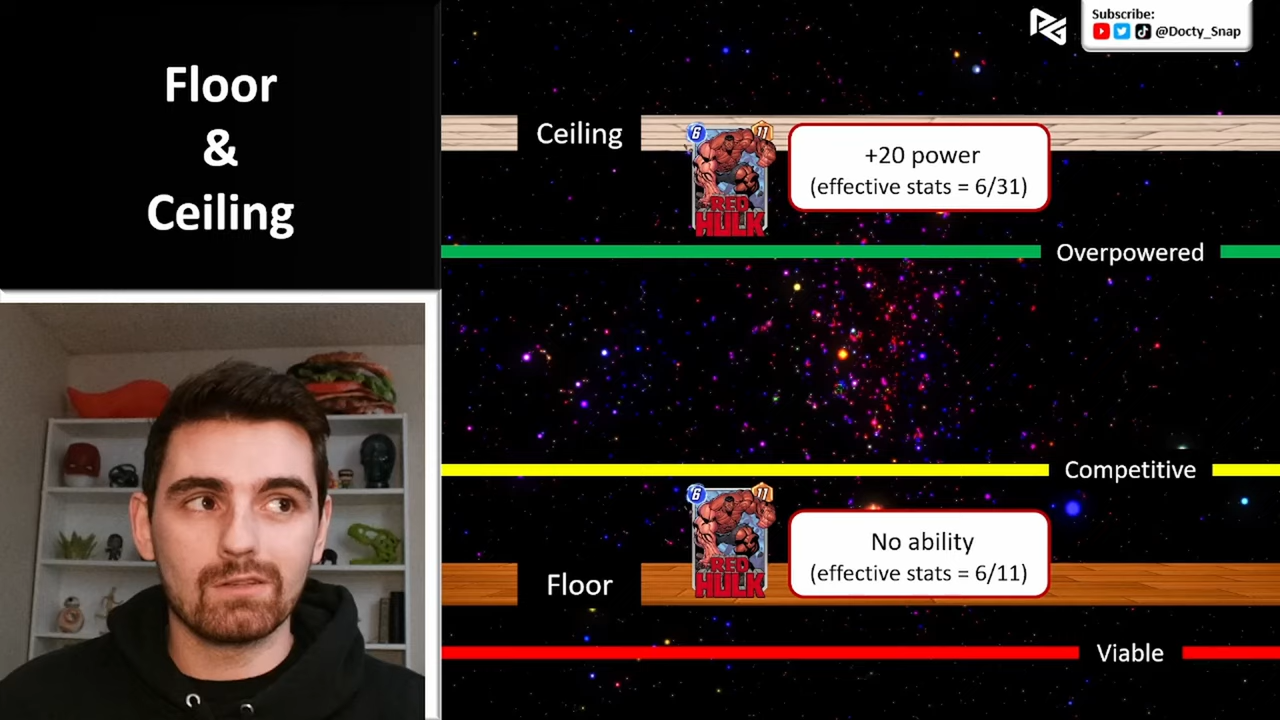 Floor
&
Ceiling
Subscribe:
@Docty_Snap
Ceiling
6
11
RED
HULK
+20 power
(effective stats = 6/31)
Overpowered
Competitive
6
11
RED
HULK
No ability
(effective stats = 6/11)
Floor
Viable